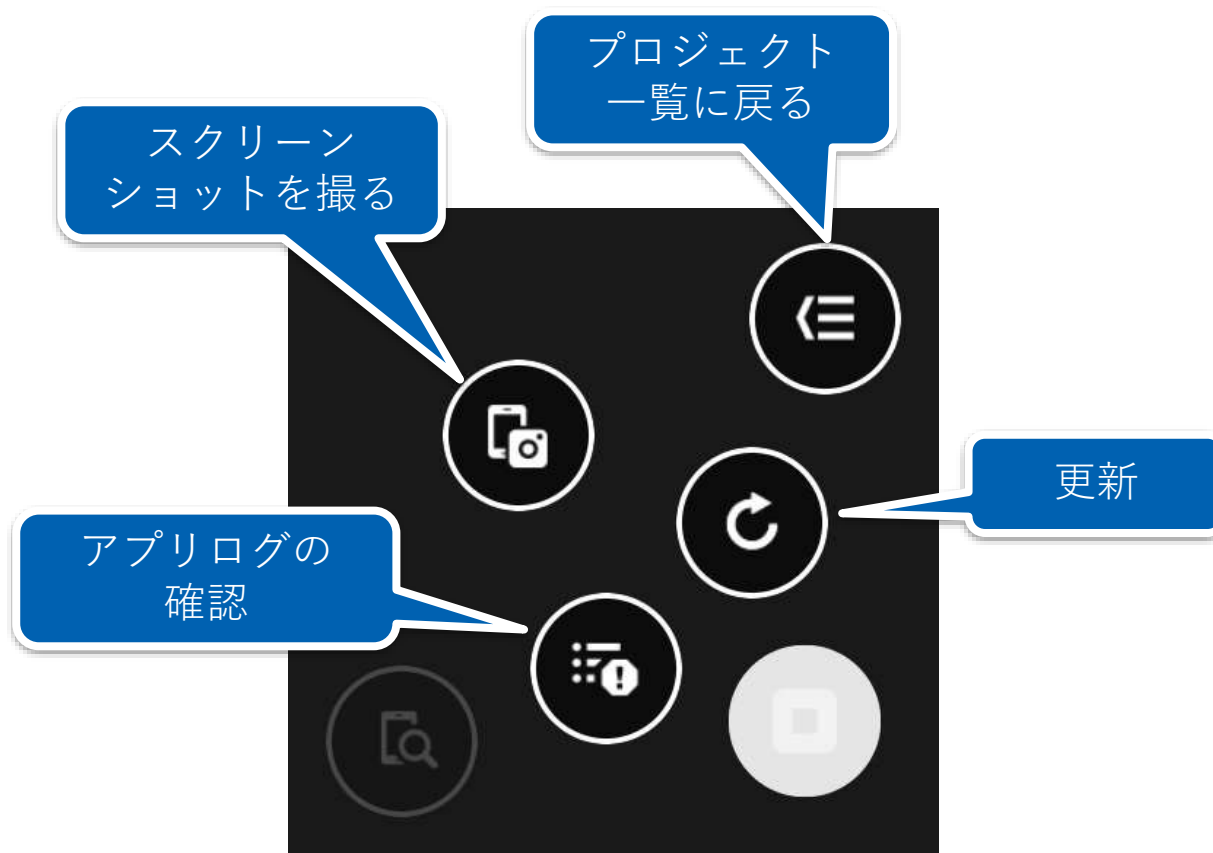 プロジェクト
一覧に戻る
スクリーン
ショットを撮る
更新
アプリログの
確認